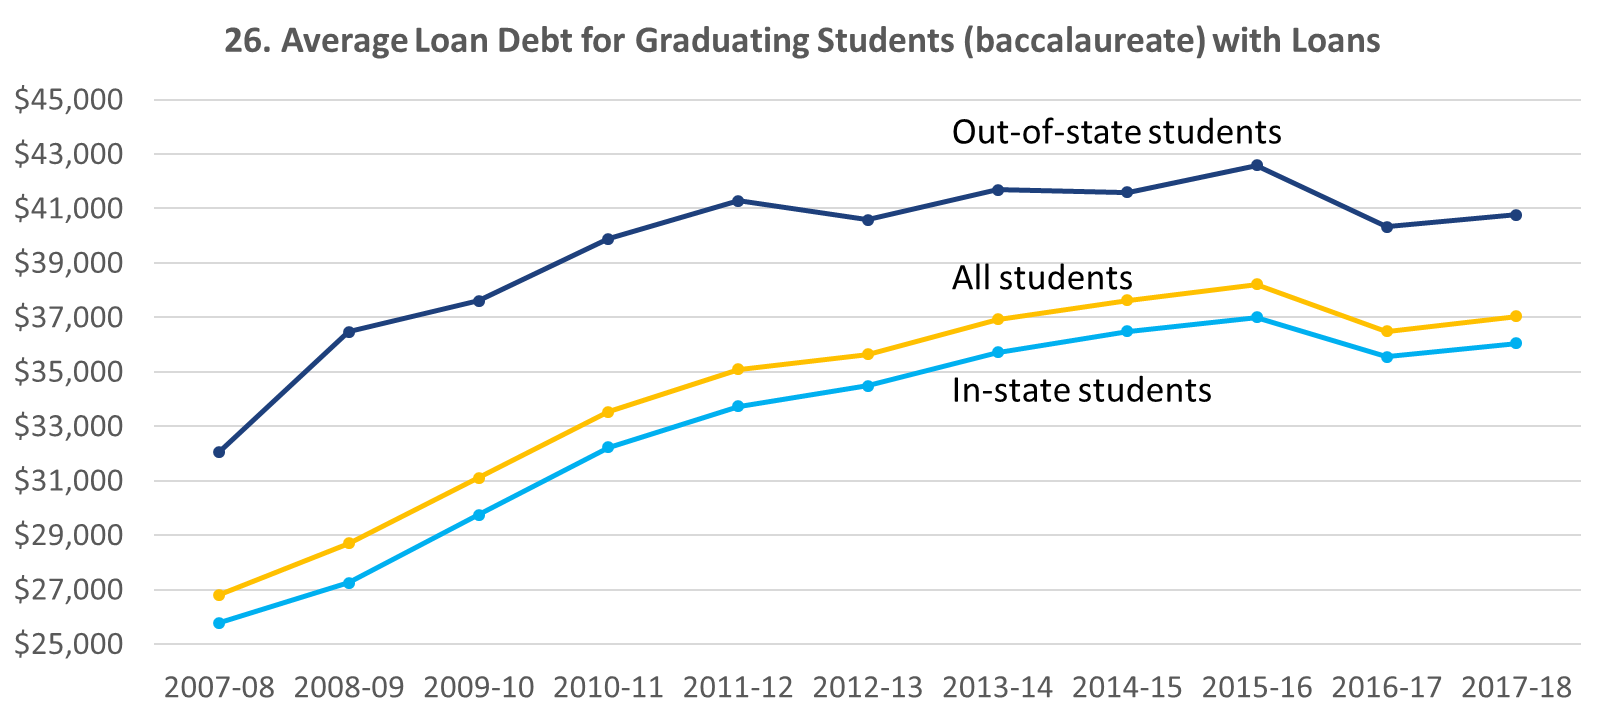 26. Average Loan Debt for Graduating Students (baccalaureate) with Loans
$45,000
$43,000
$41,000
$39,000
$37,000
$35,000
$33,000
$31,000
$29,000
$27,000
$25,000
Out-of-state students
All students
In-state students
2007-08 2008-09 2009-10 2010-11 2011-12 2012-13 2013-14 2014-15 2015-16 2016-17 2017-18